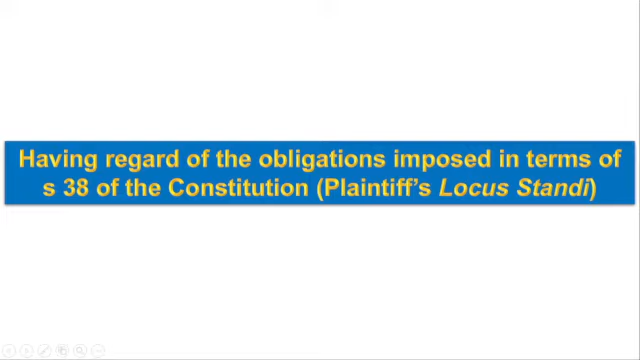 Having regard of the obligations imposed in terms of
s 38 of the Constitution (Plaintiff's Locus Standi)